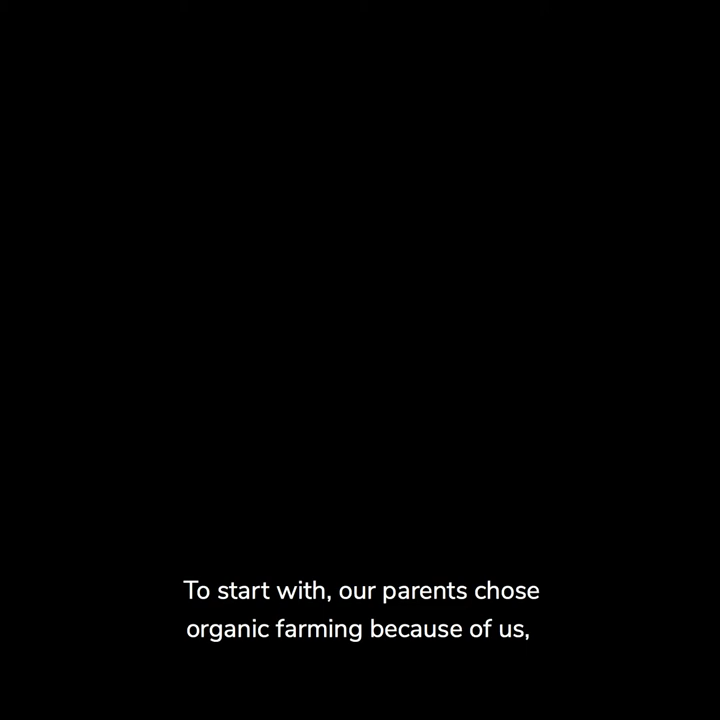 To start with, our parents chose
organic farming because of us,